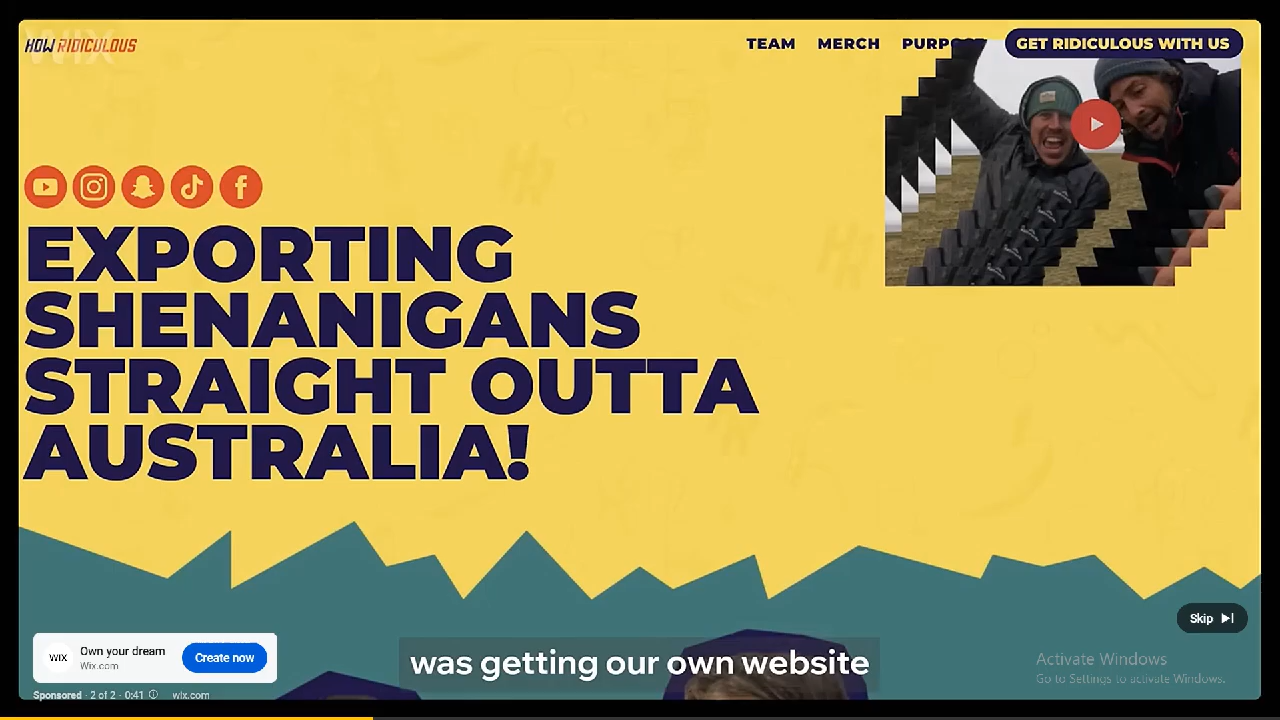 HOW RIDICULOUS
WIX
TEAM MERCH PURPOSE GET RIDICULOUS WITH US
EXPORTING
SHENANIGANS
STRAIGHT OUTTA
AUSTRALIA!
Skip
WIX
Own your dream
Wix.com
Create now
was getting our own website
Activate Windows
Go to Settings to activate Windows.
Sponsored · 2 of 2 · 0:41 wix.com